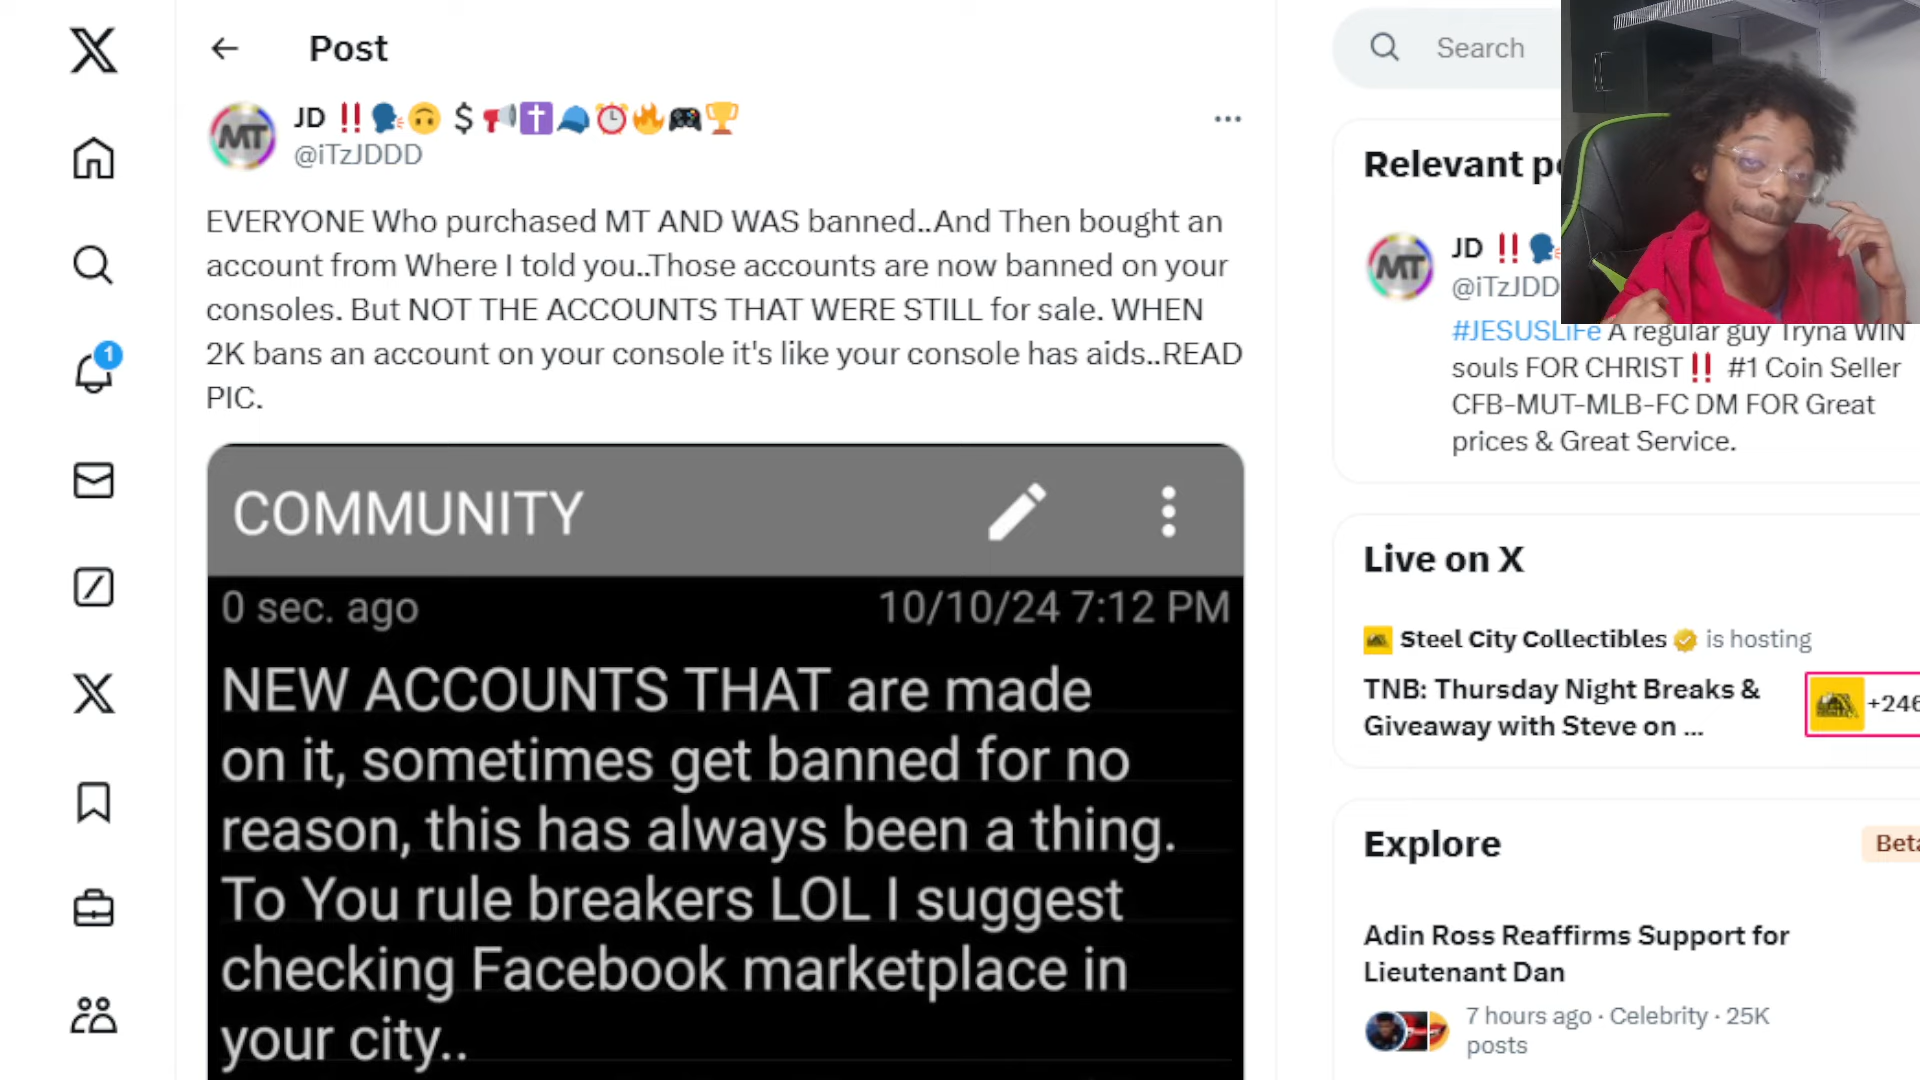 Post
Search
JD ‼️🗣️🙃 $📢✝️🧢⏰🔥🎮🏆
@iTzJDDD
EVERYONE Who purchased MT AND WAS banned..And Then bought an
account from Where I told you..Those accounts are now banned on your
consoles. But NOT THE ACCOUNTS THAT WERE STILL for sale. WHEN
2K bans an account on your console it's like your console has aids..READ
PIC.
COMMUNITY
0 sec. ago 10/10/24 7:12 PM
NEW ACCOUNTS THAT are made
on it, sometimes get banned for no
reason, this has always been a thing.
To You rule breakers LOL I suggest
checking Facebook marketplace in
your city..
1
MT
Relevant
MT
JD ‼️🗣️
@iTzJDD
#JESUSLiFe A regular guy Tryna WIN
souls FOR CHRIST‼️ #1 Coin Seller
CFB-MUT-MLB-FC DM FOR Great
prices & Great Service.
Live on X
Steel City Collectibles is hosting
TNB: Thursday Night Breaks &
Giveaway with Steve on ...
+246
Explore
Beta
Adin Ross Reaffirms Support for
Lieutenant Dan
7 hours ago · Celebrity · 25K
posts